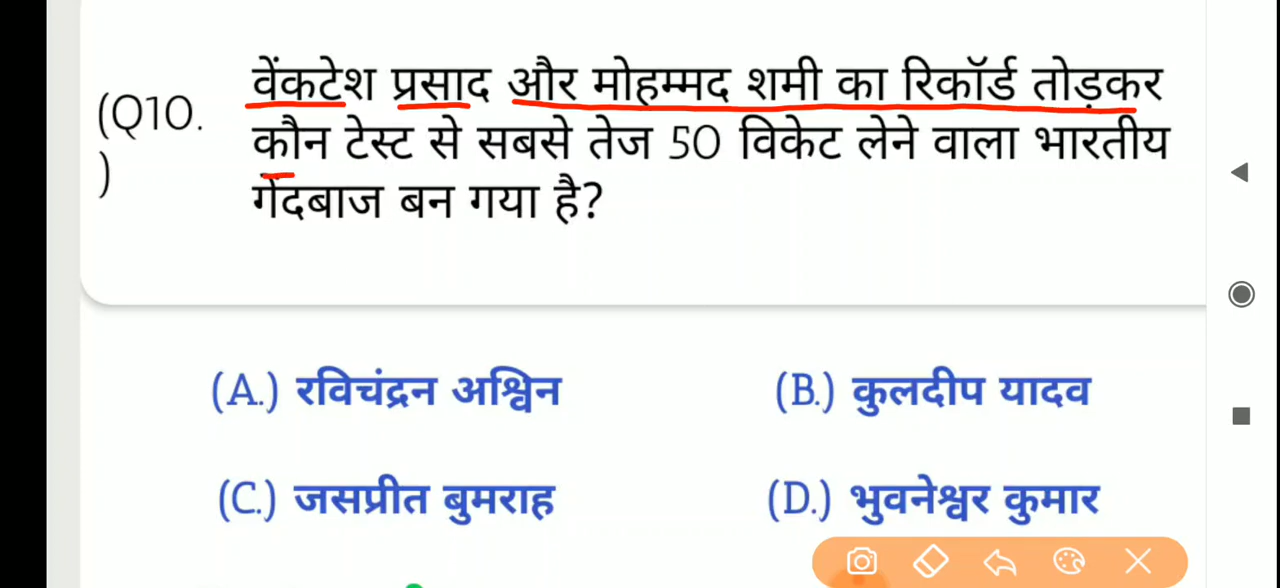 (Q10.) वेंकटेश प्रसाद और मोहम्मद शमी का रिकॉर्ड तोड़कर
कौन टेस्ट से सबसे तेज 50 विकेट लेने वाला भारतीय
गेंदबाज बन गया है?
(A.) रविचंद्रन अश्विन (B.) कुलदीप यादव
(C.) जसप्रीत बुमराह (D.) भुवनेश्वर कुमार